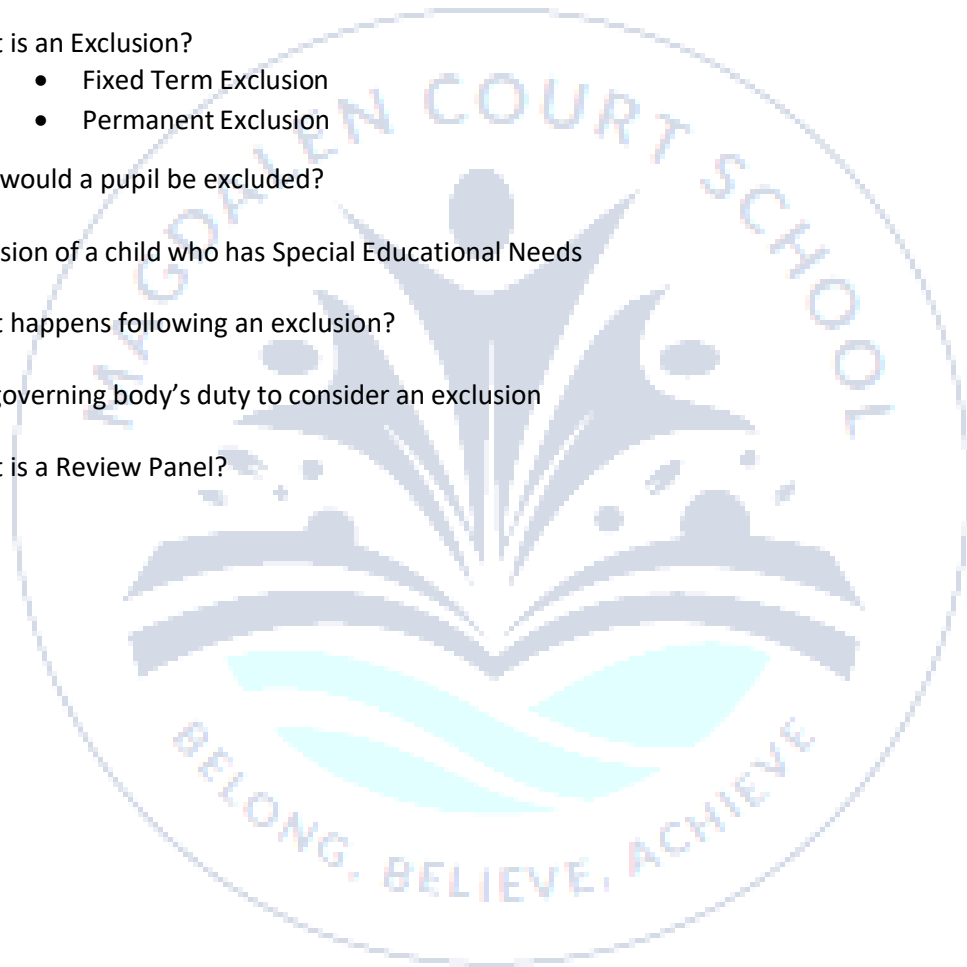 t is an Exclusion?
• Fixed Term Exclusion
• Permanent Exclusion
would a pupil be excluded?
sion of a child who has Special Educational Needs
t happens following an exclusion?
governing body’s duty to consider an exclusion
t is a Review Panel?
MAGDALEN COURT SCHOOL
BELONG, BELIEVE, ACHIEVE